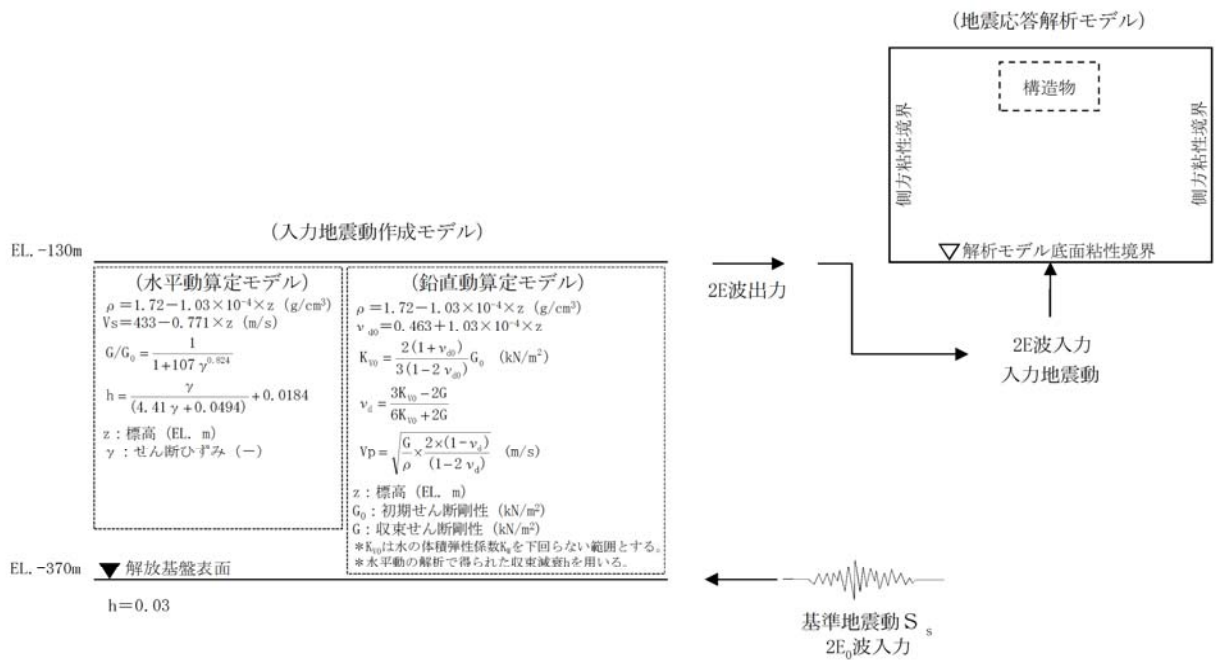 (地震応答解析モデル)
構造物
側方粘性境界
側方粘性境界
▽解析モデル底面粘性境界
(入力地震動作成モデル)
EL. -130m
(水平動算定モデル)
ρ=1.72-1.03×10⁻⁴×z (g/cm³)
Vs=433-0.771×z (m/s)
G/G₀=1/(1+107γ^0.824)
h=γ/(4.41γ+0.0494)+0.0184
z:標高(EL. m)
γ:せん断ひずみ(-)
(鉛直動算定モデル)
ρ=1.72-1.03×10⁻⁴×z (g/cm³)
ν_d0=0.463+1.03×10⁻⁴×z
K_V0=2(1+ν_d0)/3(1-2ν_d0) G₀ (kN/m²)
ν_d=(3K_V0-2G)/(6K_V0+2G)
Vp=√(G/ρ×2×(1-ν_d)/(1-2ν_d)) (m/s)
z:標高(EL. m)
G₀:初期せん断剛性(kN/m²)
G:収束せん断剛性(kN/m²)
*K_V0は水の体積弾性係数K_Wを下回らない範囲とする。
*水平動の解析で得られた収束減衰hを用いる。
2E波出力
2E波入力
入力地震動
EL. -370m
▼解放基盤表面
h=0.03
基準地震動S_s
2E₀波入力